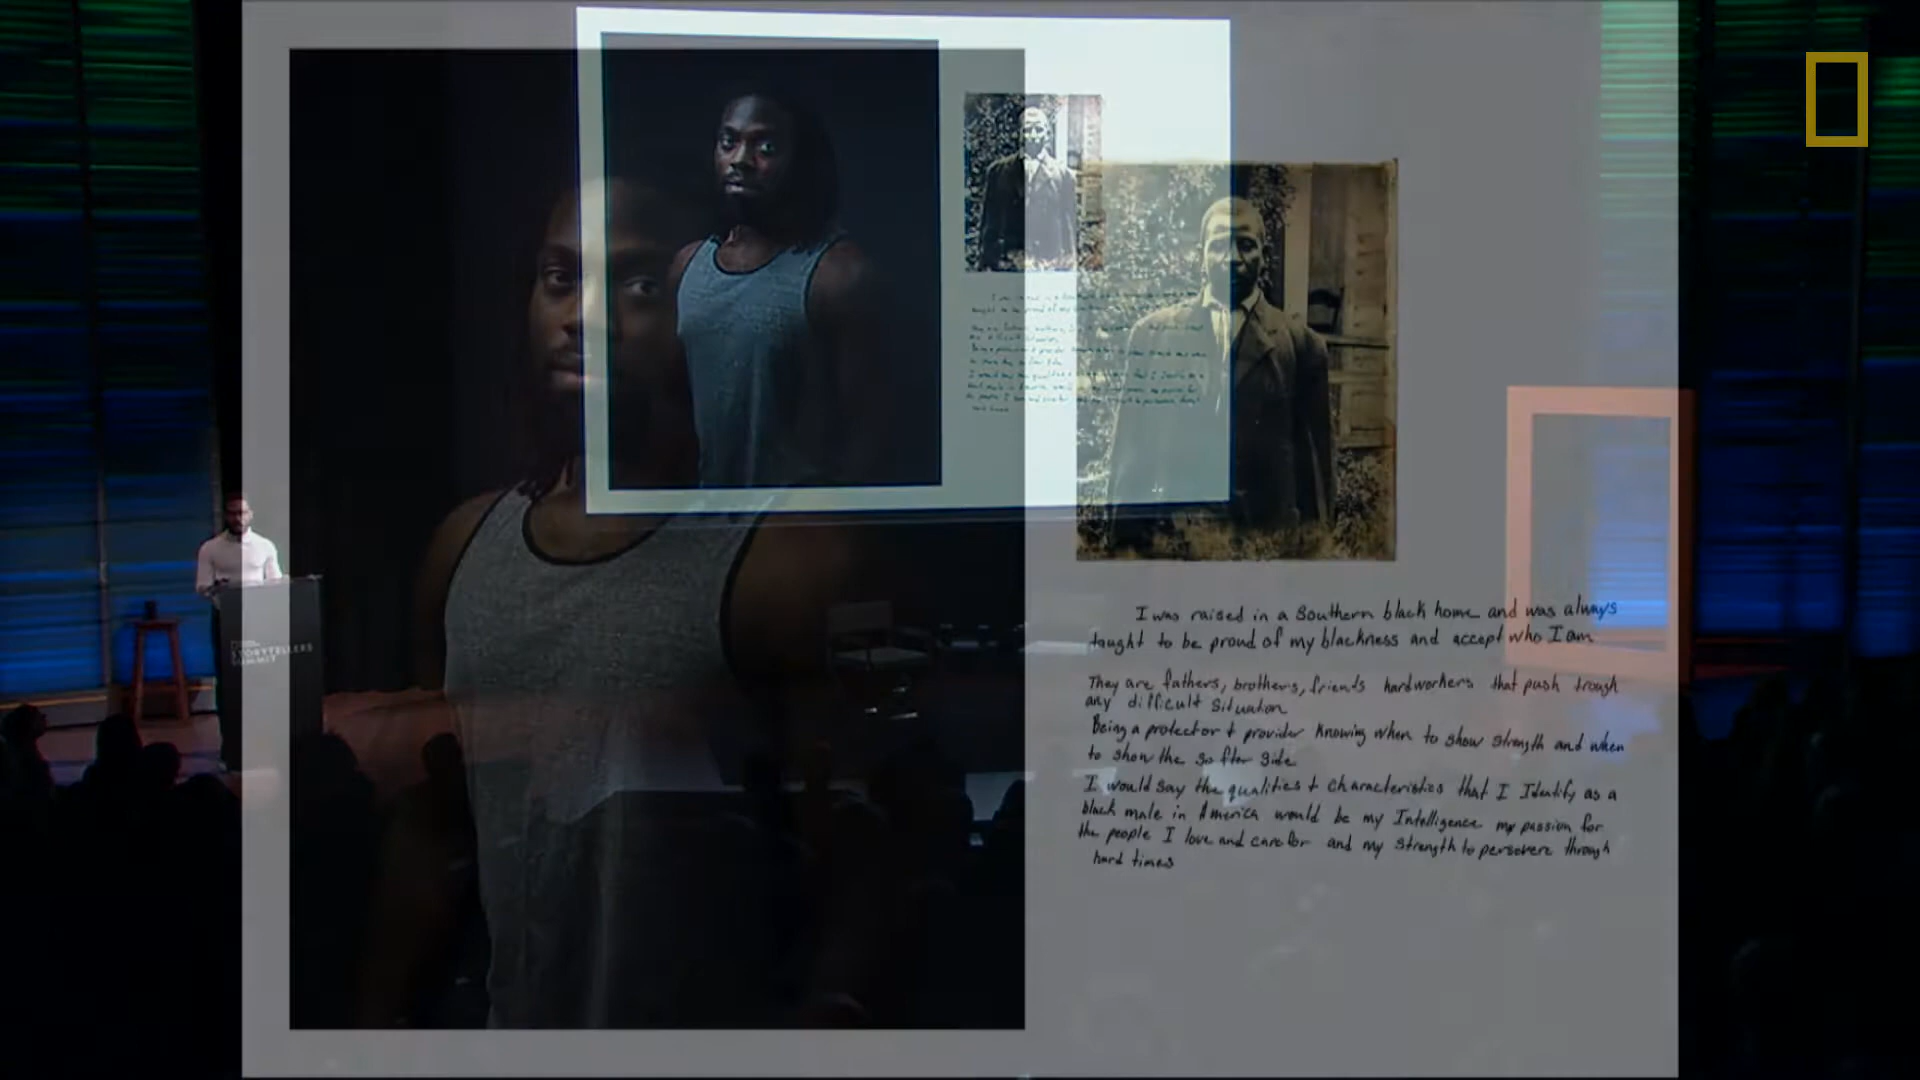 STORYTELLERS
SUMMIT
I was raised in a Southern black home and was always
taught to be proud of my blackness and accept who I am
They are fathers, brothers, friends hardworkers that push trough
any difficult situation
Being a protector + provider Knowing when to show strength and when
to show the softer side
I would say the qualities + characteristics that I Identify as a
black male in America would be my Intelligence my passion for
the people I love and care for and my strength to persovere through
hard times